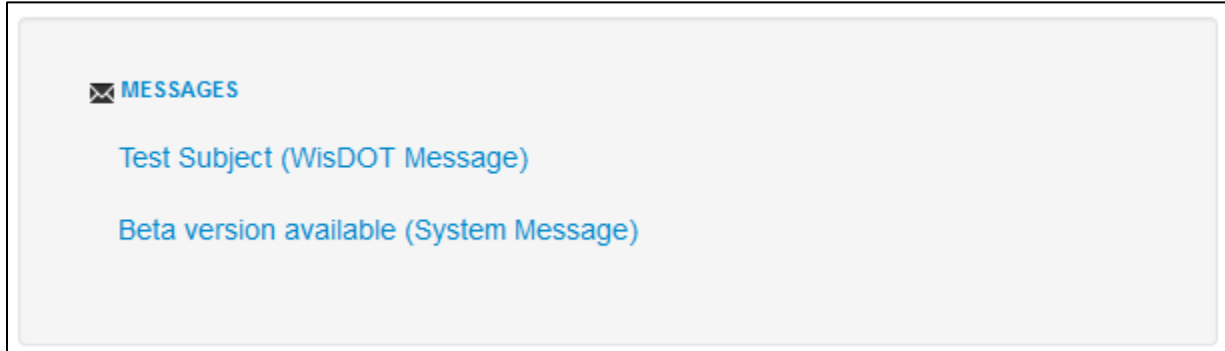 MESSAGES
Test Subject (WisDOT Message)
Beta version available (System Message)